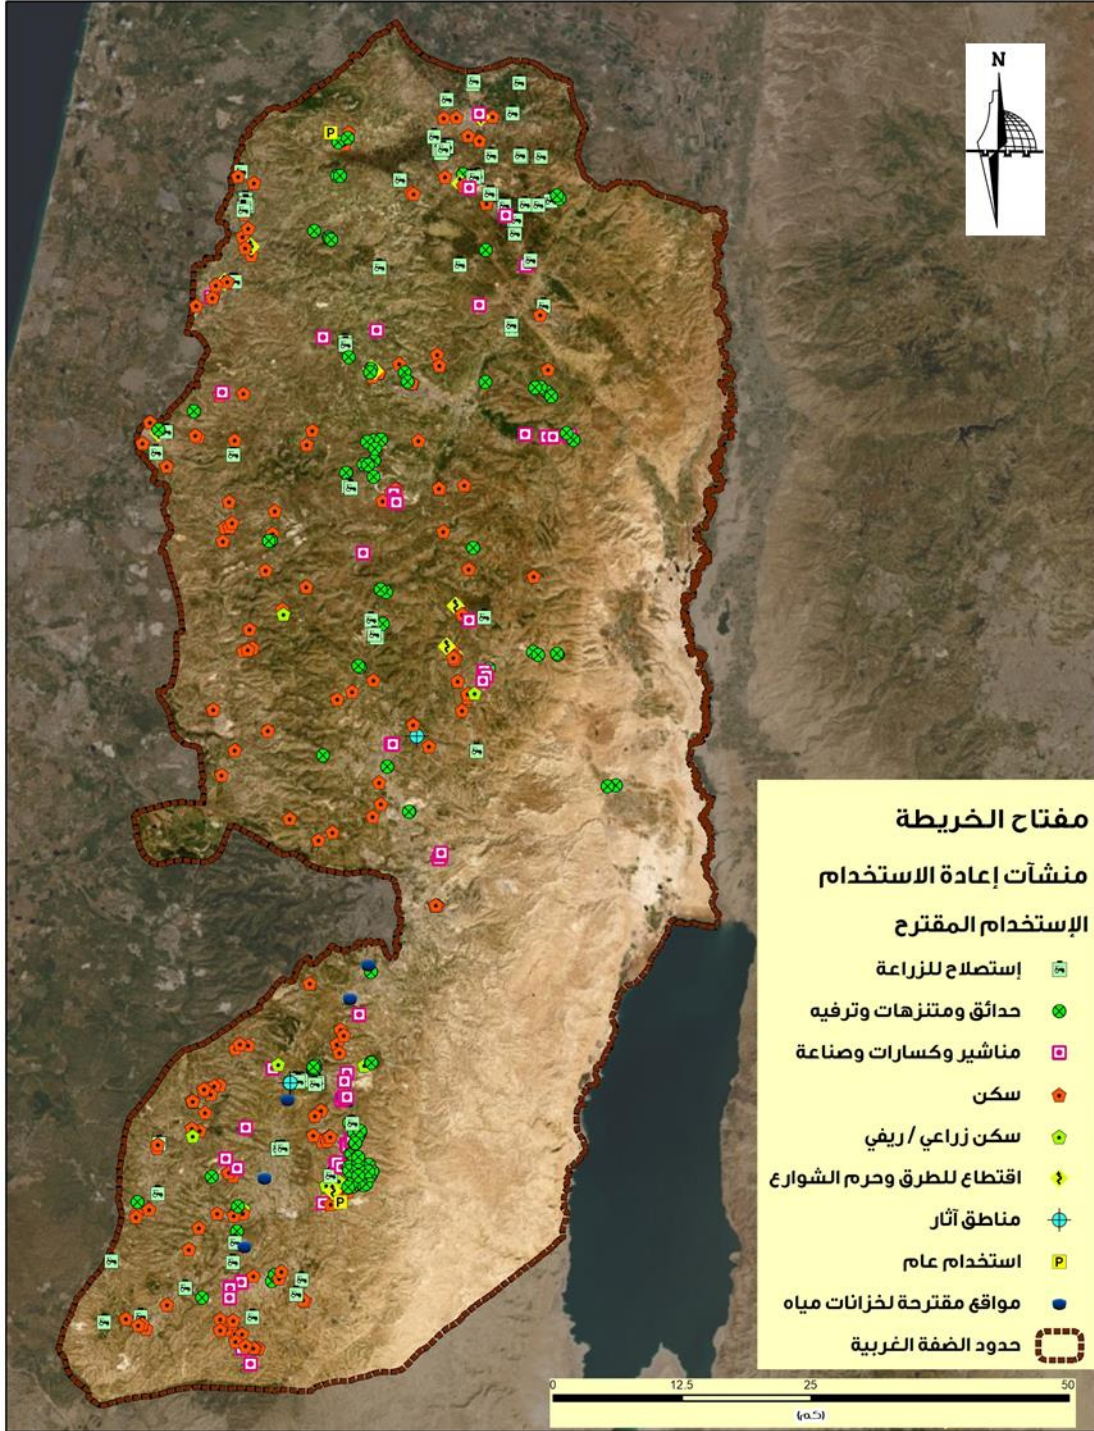 N
P
مفتاح الخريطة
منشآت إعادة الاستخدام
الإستخدام المقترح
إستصلاح للزراعة
حدائق ومتنزهات وترفيه
مناشير وكسارات وصناعة
سكن
سكن زراعي / ريفي
اقتطاع للطرق وحرم الشوارع
مناطق آثار
P استخدام عام
مواقع مقترحة لخزانات مياه
حدود الضفة الغربية
P
0 12.5 25 50
(كم)